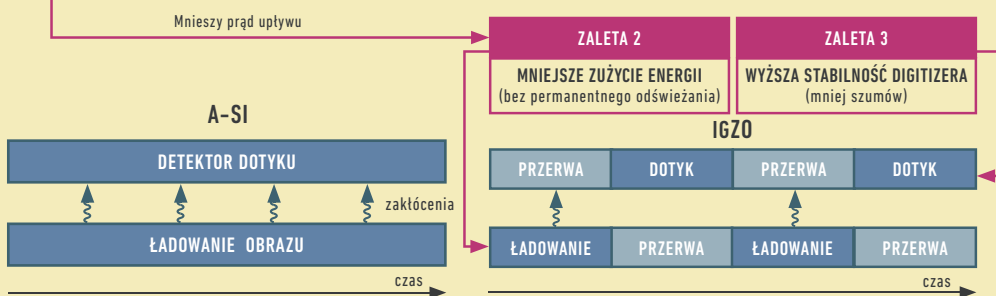 Mnieszy prąd upływu
ZALETA 2
MNIEJSZE ZUŻYCIE ENERGII
(bez permanentnego odświeżania)
ZALETA 3
WYŻSZA STABILNOŚĆ DIGITIZERA
(mniej szumów)
A-SI
DETEKTOR DOTYKU
zakłócenia
ŁADOWANIE OBRAZU
czas
IGZO
PRZERWA DOTYK PRZERWA DOTYK
ŁADOWANIE PRZERWA ŁADOWANIE PRZERWA
czas